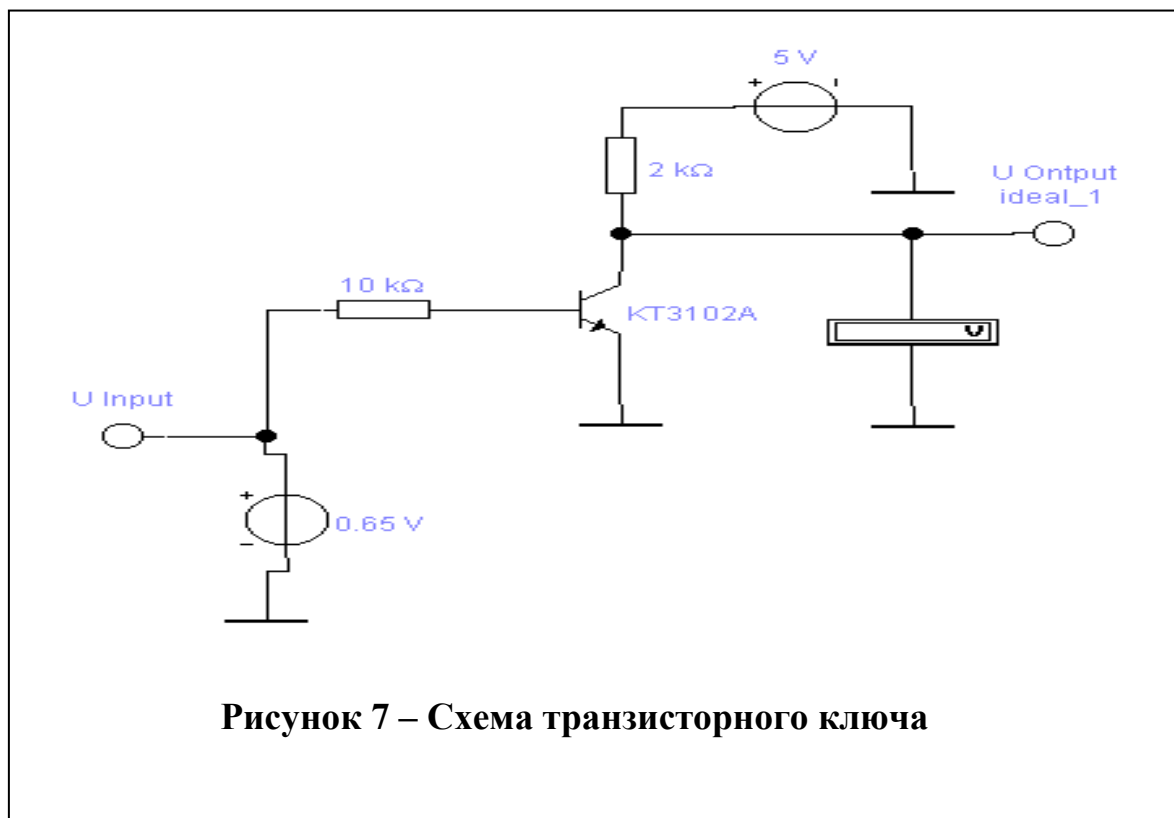 5 V
2 kΩ
U Ontput
ideal_1
10 kΩ
KT3102A
V
U Input
0.65 V
Рисунок 7 – Схема транзисторного ключа